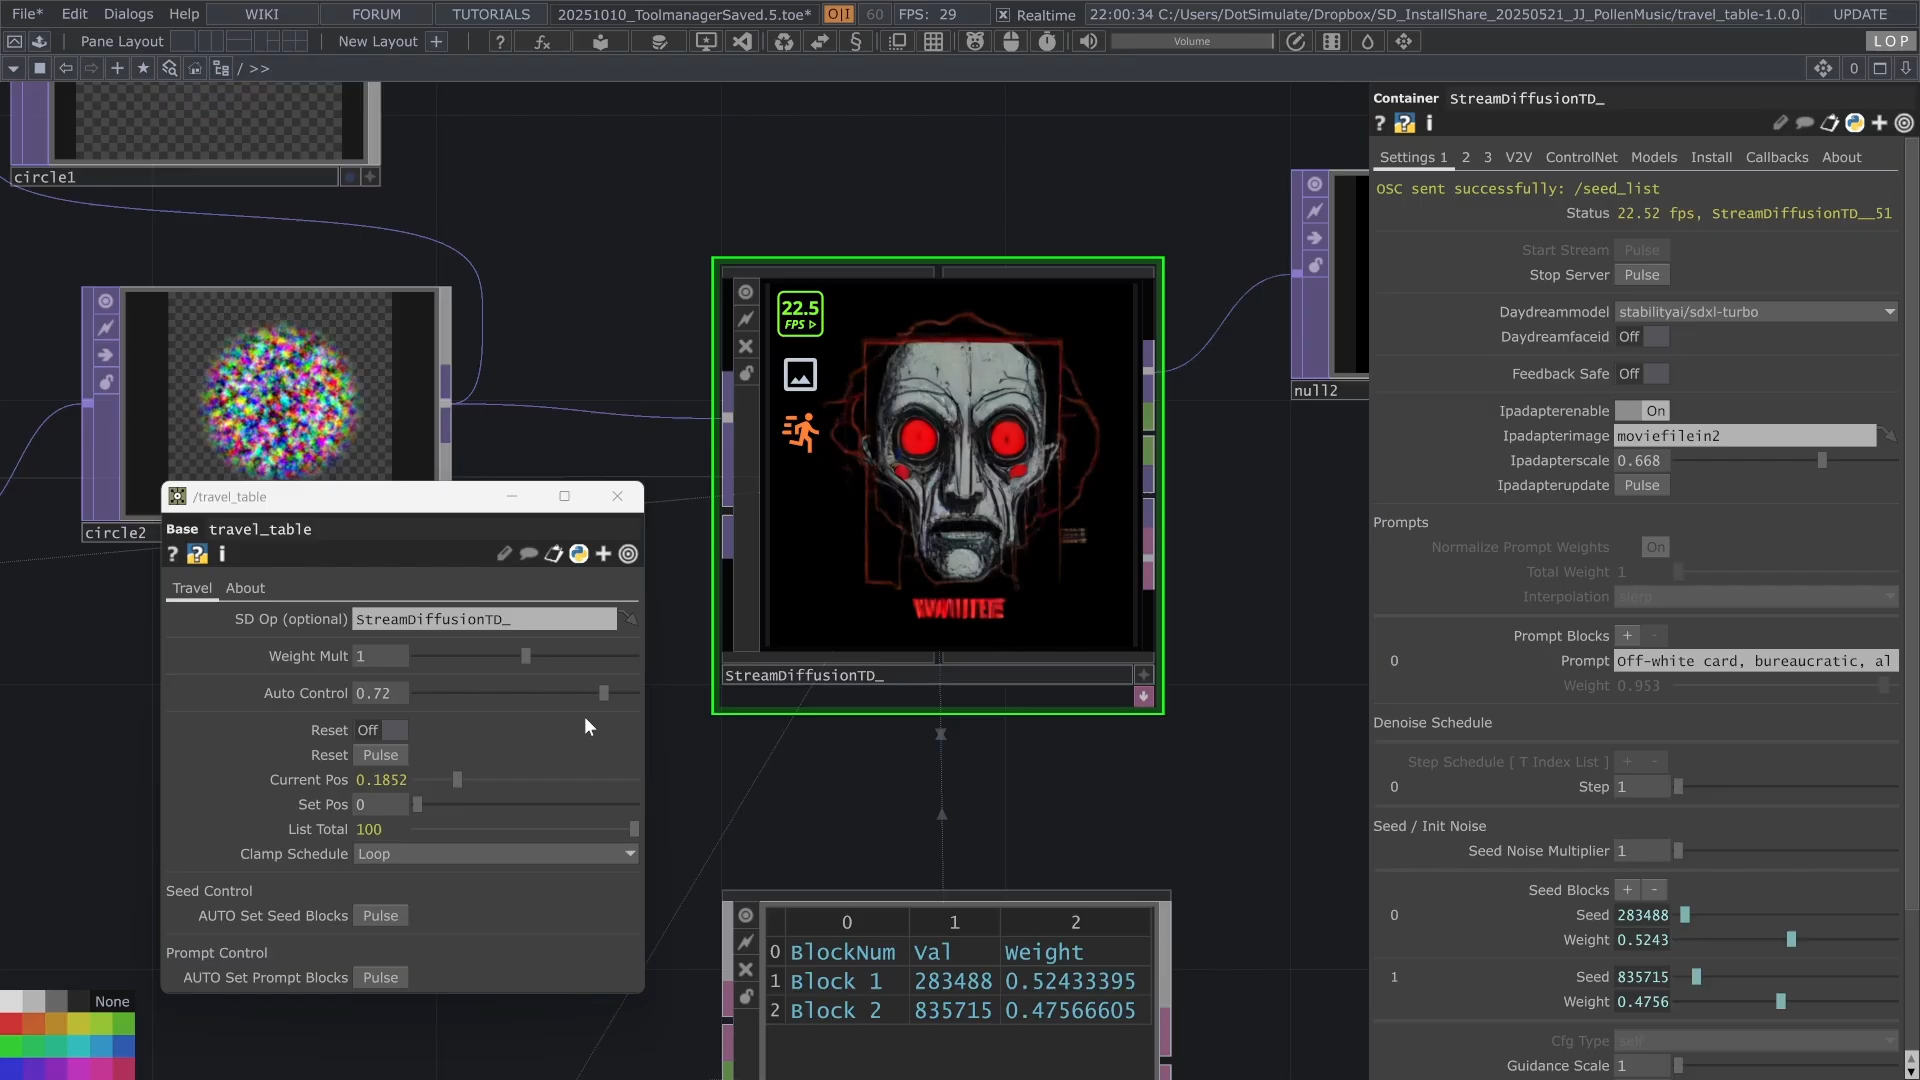 File* Edit Dialogs Help WIKI FORUM TUTORIALS 20251010_ToolmanagerSaved.5.toe* O|I 60 FPS: 29 Realtime 22:00:34 C:/Users/DotSimulate/Dropbox/SD_InstallShare_20250521_JJ_PollenMusic/travel_table-1.0.0 UPDATE
Pane Layout New Layout + ? fx Volume LOP
/ >> 0
Container StreamDiffusionTD_
? i
Settings 1 2 3 V2V ControlNet Models Install Callbacks About
OSC sent successfully: /seed_list
Status 22.52 fps, StreamDiffusionTD__51
Start Stream Pulse
Stop Server Pulse
Daydreammodel stabilityai/sdxl-turbo
Daydreamfaceid Off
Feedback Safe Off
Ipadapterenable On
Ipadapterimage moviefilein2
Ipadapterscale 0.668
Ipadapterupdate Pulse
Prompts
Normalize Prompt Weights On
Total Weight 1
Interpolation slerp
Prompt Blocks + -
0 Prompt Off-white card, bureaucratic, al
Weight 0.953
Denoise Schedule
Step Schedule [ T Index List ] + -
0 Step 1
Seed / Init Noise
Seed Noise Multiplier 1
Seed Blocks + -
0 Seed 283488
Weight 0.5243
1 Seed 835715
Weight 0.4756
Cfg Type self
Guidance Scale 1
circle1
circle2
22.5
FPS
StreamDiffusionTD_
null2
/travel_table
Base travel_table
? i
Travel About
SD Op (optional) StreamDiffusionTD_
Weight Mult 1
Auto Control 0.72
Reset Off
Reset Pulse
Current Pos 0.1852
Set Pos 0
List Total 100
Clamp Schedule Loop
Seed Control
AUTO Set Seed Blocks Pulse
Prompt Control
AUTO Set Prompt Blocks Pulse
None
0 1 2
0 BlockNum Val Weight
1 Block 1 283488 0.52433395
2 Block 2 835715 0.47566605